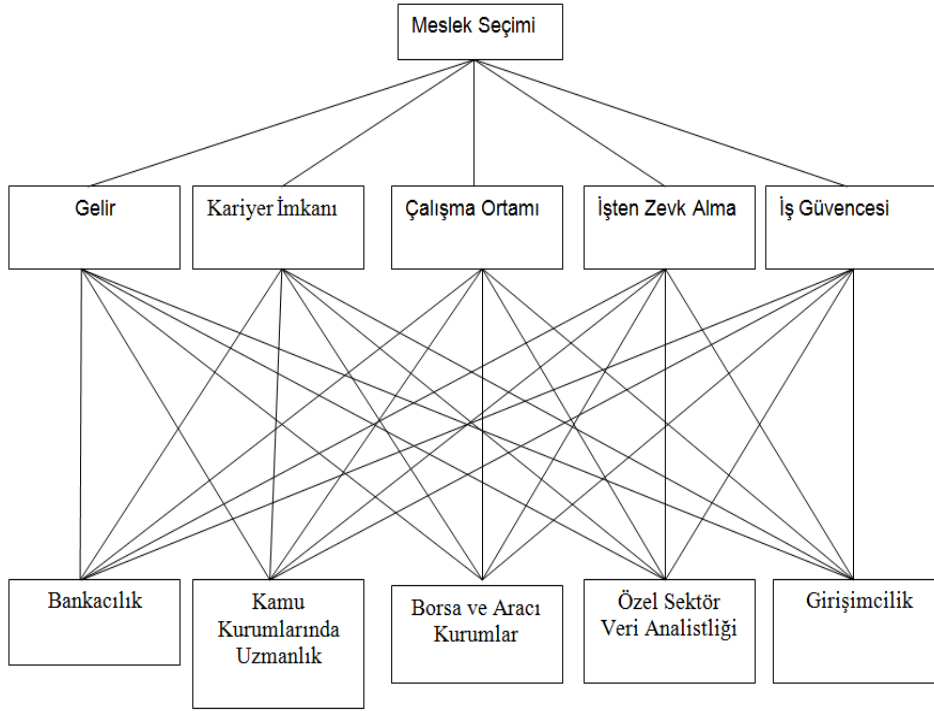 Meslek Seçimi
Gelir
Kariyer İmkanı
Çalışma Ortamı
İşten Zevk Alma
İş Güvencesi
Bankacılık
Kamu
Kurumlarında
Uzmanlık
Borsa ve Aracı
Kurumlar
Özel Sektör
Veri Analistliği
Girişimcilik